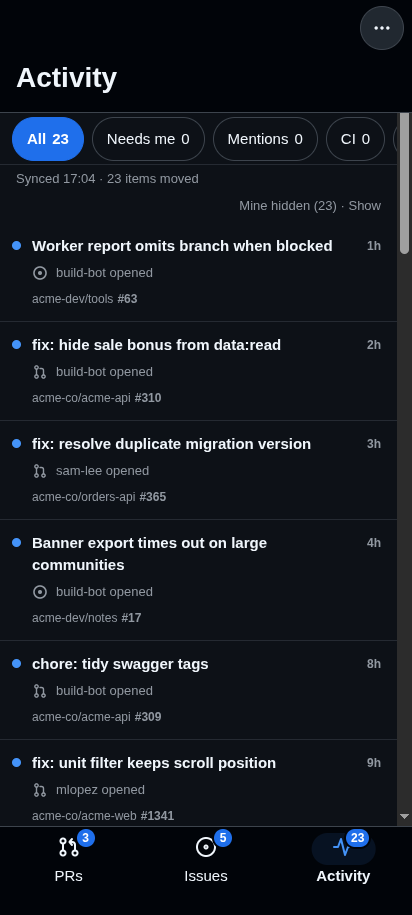 Activity
All 23 Needs me 0 Mentions 0 CI 0
Synced 17:04 · 23 items moved
Mine hidden (23) · Show
Worker report omits branch when blocked 1h
build-bot opened
acme-dev/tools #63
fix: hide sale bonus from data:read 2h
build-bot opened
acme-co/acme-api #310
fix: resolve duplicate migration version 3h
sam-lee opened
acme-co/orders-api #365
Banner export times out on large 4h
communities
build-bot opened
acme-dev/notes #17
chore: tidy swagger tags 8h
build-bot opened
acme-co/acme-api #309
fix: unit filter keeps scroll position 9h
mlopez opened
acme-co/acme-web #1341
3 5 23
PRs Issues Activity